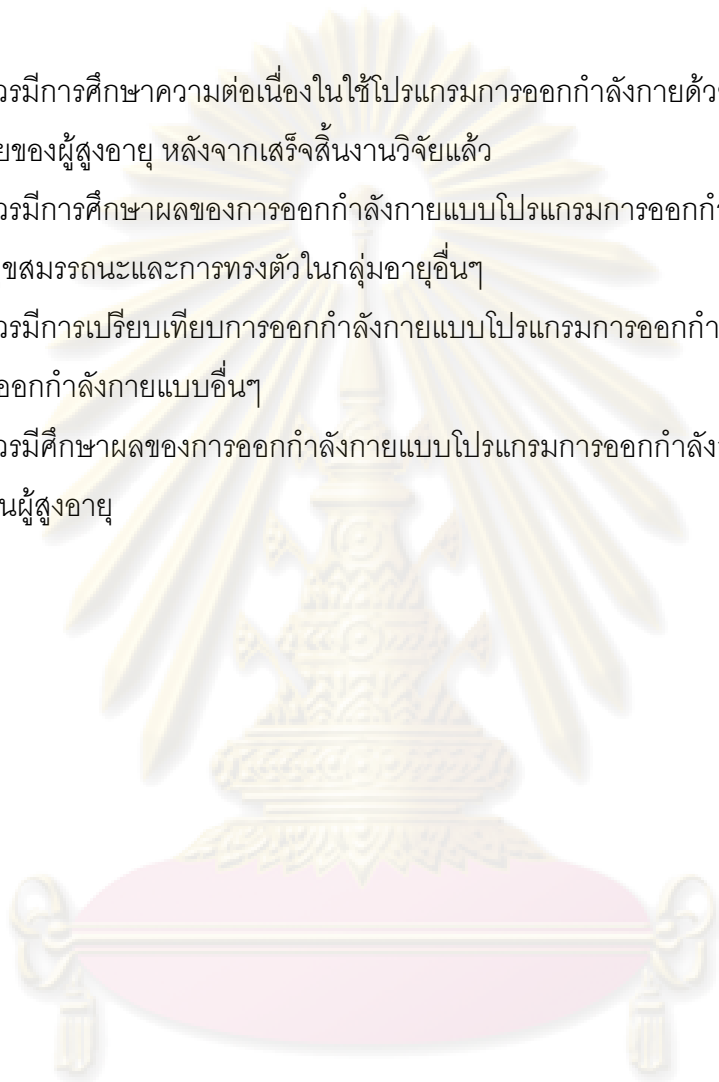 วรมีการศึกษาความต่อเนื่องในใช้โปรแกรมการออกกำลังกายด้วย
ยของผู้สูงอายุ หลังจากเสร็จสิ้นงานวิจัยแล้ว
วรมีการศึกษาผลของการออกกำลังกายแบบโปรแกรมการออกกำ
ขสมรรถนะและการทรงตัวในกลุ่มอายุอื่นๆ
วรมีการเปรียบเทียบการออกกำลังกายแบบโปรแกรมการออกกำ
ออกกำลังกายแบบอื่นๆ
วรมีศึกษาผลของการออกกำลังกายแบบโปรแกรมการออกกำลัง
นผู้สูงอายุ